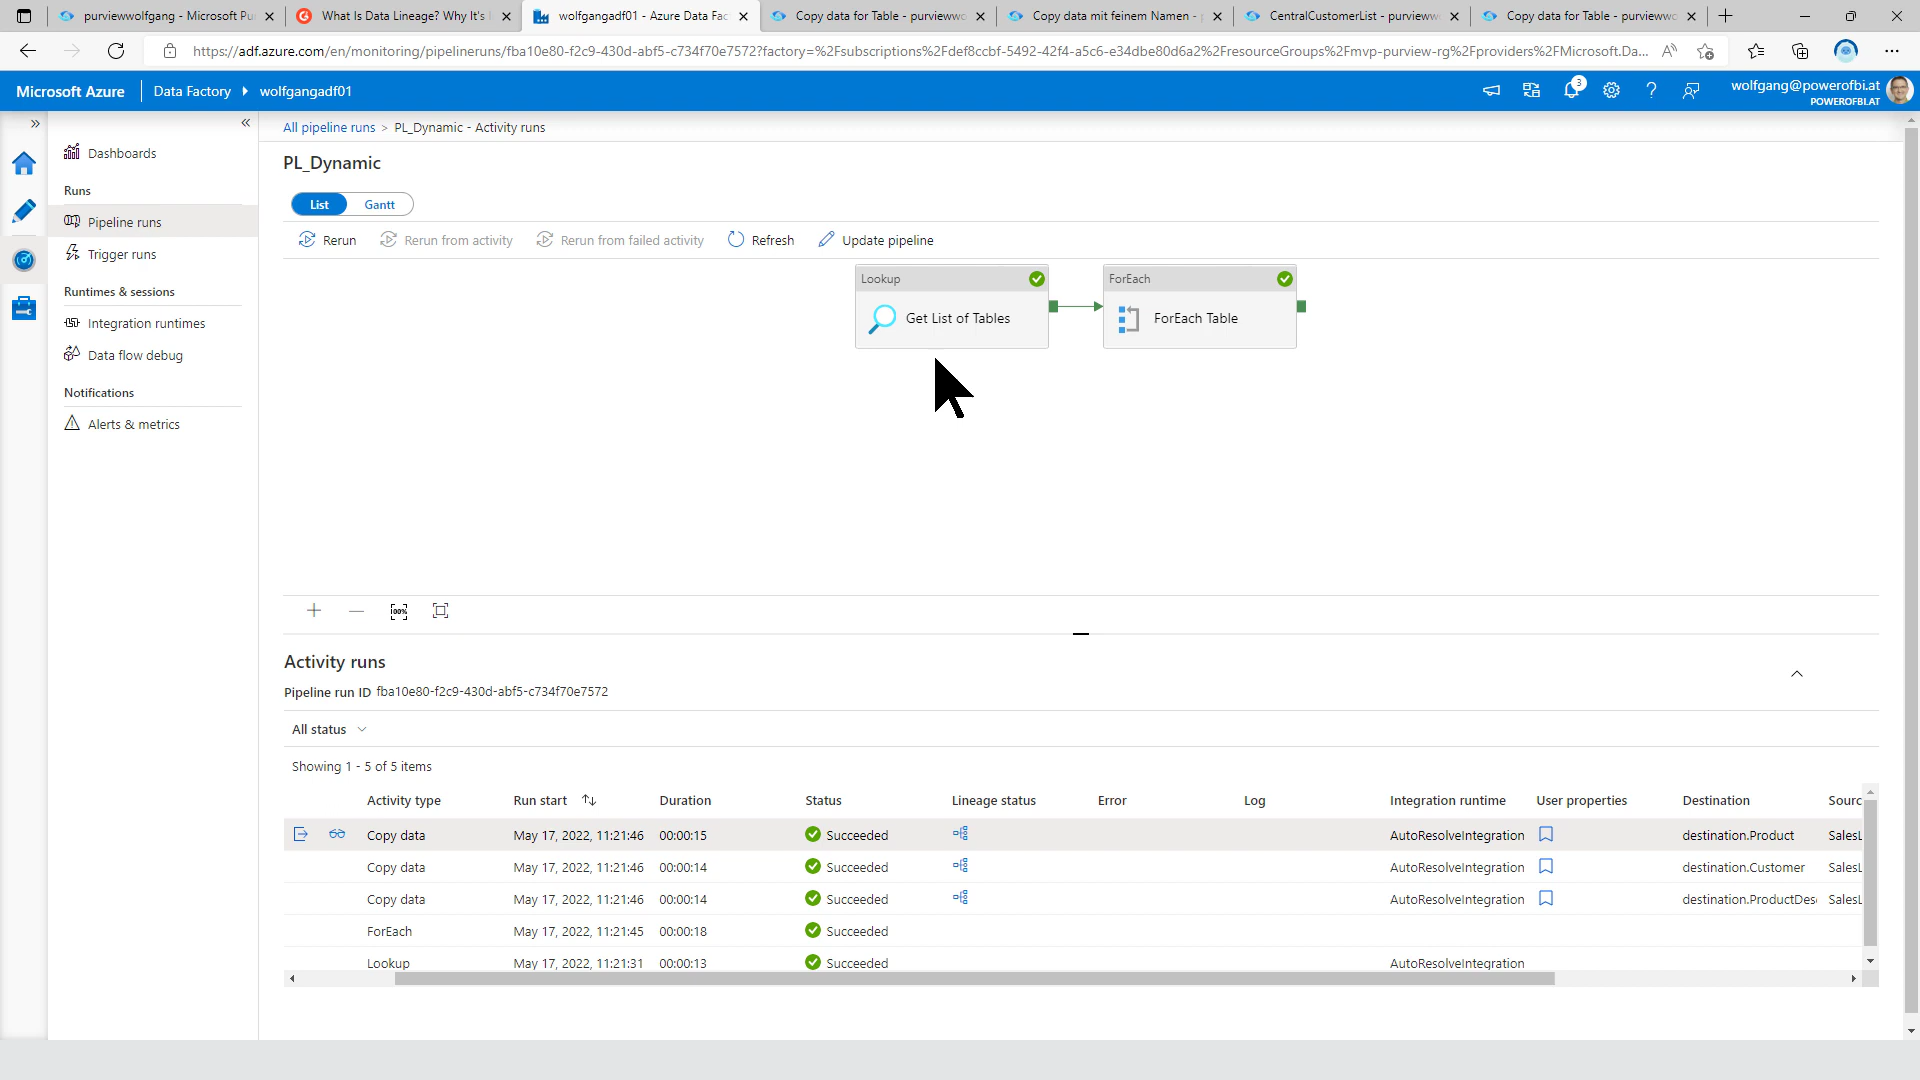 purviewwolfgang - Microsoft Pu
What Is Data Lineage? Why It's
wolfgangadf01 - Azure Data Fac
Copy data for Table - purviewwo
Copy data mit feinem Namen -
CentralCustomerList - purviewwo
Copy data for Table - purviewwo
https://adf.azure.com/en/monitoring/pipelineruns/fba10e80-f2c9-430d-abf5-c734f70e7572?factory=%2Fsubscriptions%2Fdef8ccbf-5492-42f4-a5c6-e34dbe80d6a2%2FresourceGroups%2Fmvp-purview-rg%2Fproviders%2FMicrosoft.Da...
Microsoft Azure
Data Factory
wolfgangadf01
3
wolfgang@powerofbi.at
POWEROFBI.AT
Dashboards
Runs
Pipeline runs
Trigger runs
Runtimes & sessions
Integration runtimes
Data flow debug
Notifications
Alerts & metrics
All pipeline runs > PL_Dynamic - Activity runs
PL_Dynamic
List
Gantt
Rerun
Rerun from activity
Rerun from failed activity
Refresh
Update pipeline
Lookup
Get List of Tables
ForEach
ForEach Table
100%
Activity runs
Pipeline run ID fba10e80-f2c9-430d-abf5-c734f70e7572
All status
Showing 1 - 5 of 5 items
Activity type Run start Duration Status Lineage status Error Log Integration runtime User properties Destination Sourc
Copy data May 17, 2022, 11:21:46 00:00:15 Succeeded AutoResolveIntegration destination.Product SalesL
Copy data May 17, 2022, 11:21:46 00:00:14 Succeeded AutoResolveIntegration destination.Customer SalesL
Copy data May 17, 2022, 11:21:46 00:00:14 Succeeded AutoResolveIntegration destination.ProductDes SalesL
ForEach May 17, 2022, 11:21:45 00:00:18 Succeeded
Lookup May 17, 2022, 11:21:31 00:00:13 Succeeded AutoResolveIntegration